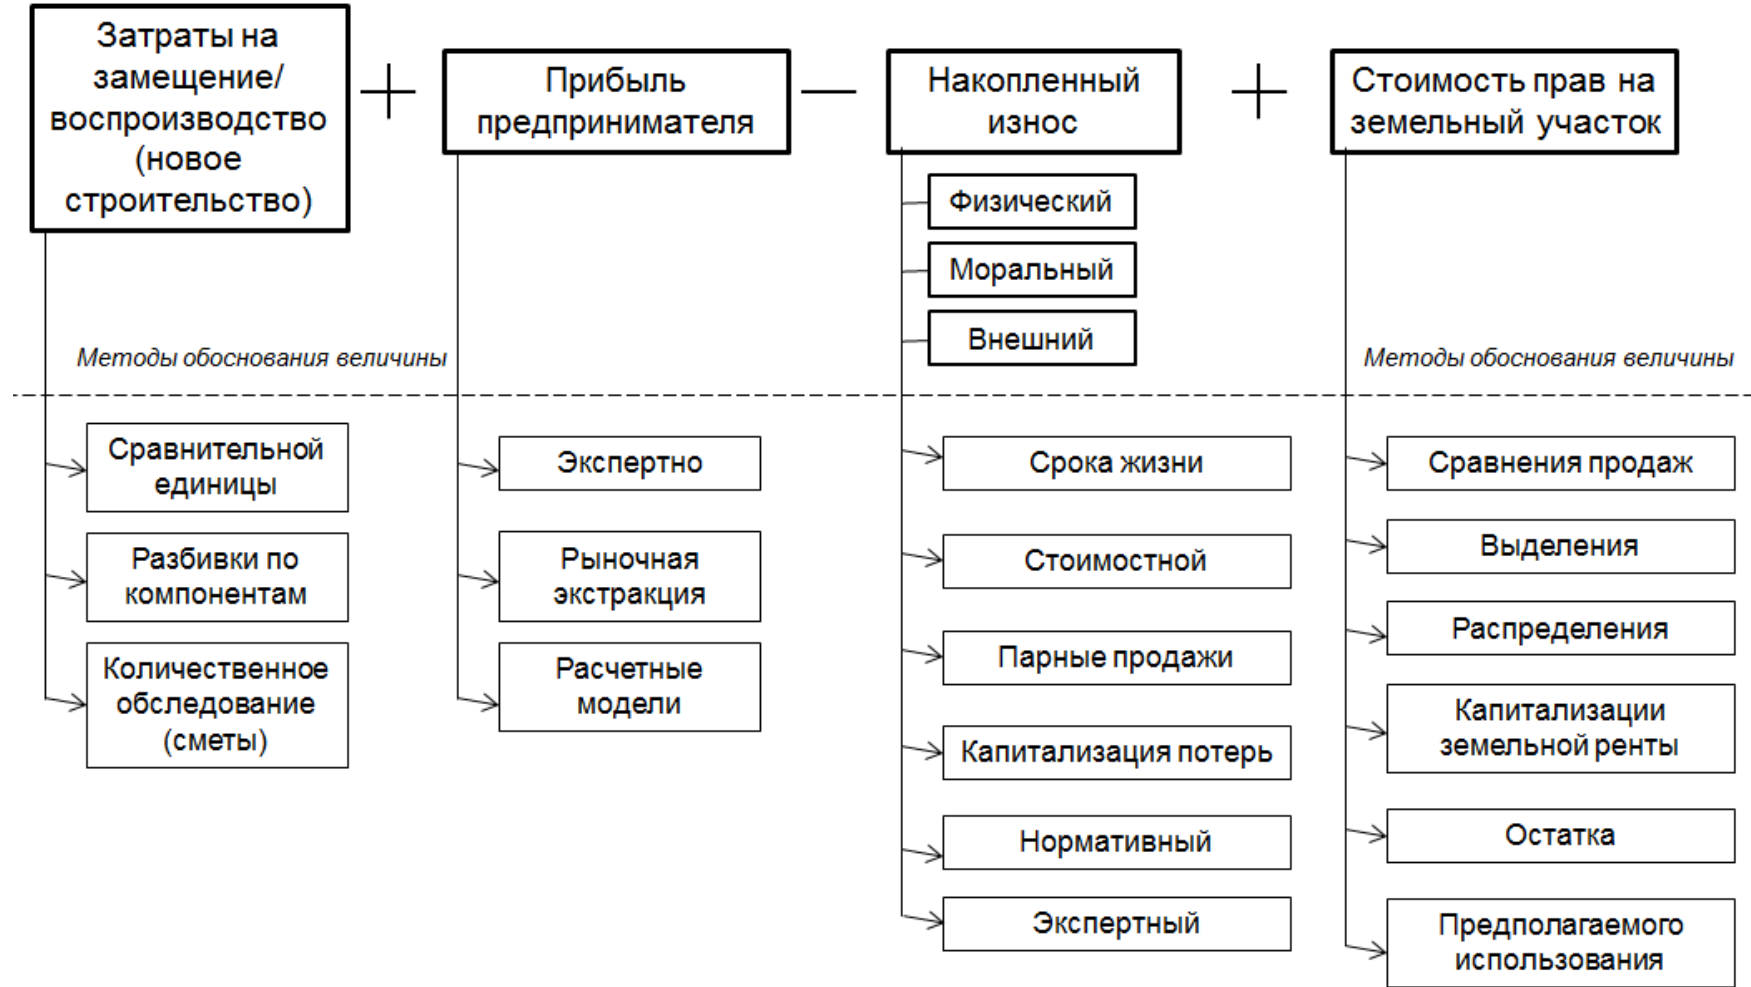 Затраты на
замещение/
воспроизводство
(новое
строительство)
Прибыль
предпринимателя
Накопленный
износ
Стоимость прав на
земельный участок
Физический
Моральный
Внешний
Методы обоснования величины
Методы обоснования величины
Сравнительной
единицы
Разбивки по
компонентам
Количественное
обследование
(сметы)
Экспертно
Рыночная
экстракция
Расчетные
модели
Срока жизни
Стоимостной
Парные продажи
Капитализация потерь
Нормативный
Экспертный
Сравнения продаж
Выделения
Распределения
Капитализации
земельной ренты
Остатка
Предполагаемого
использования